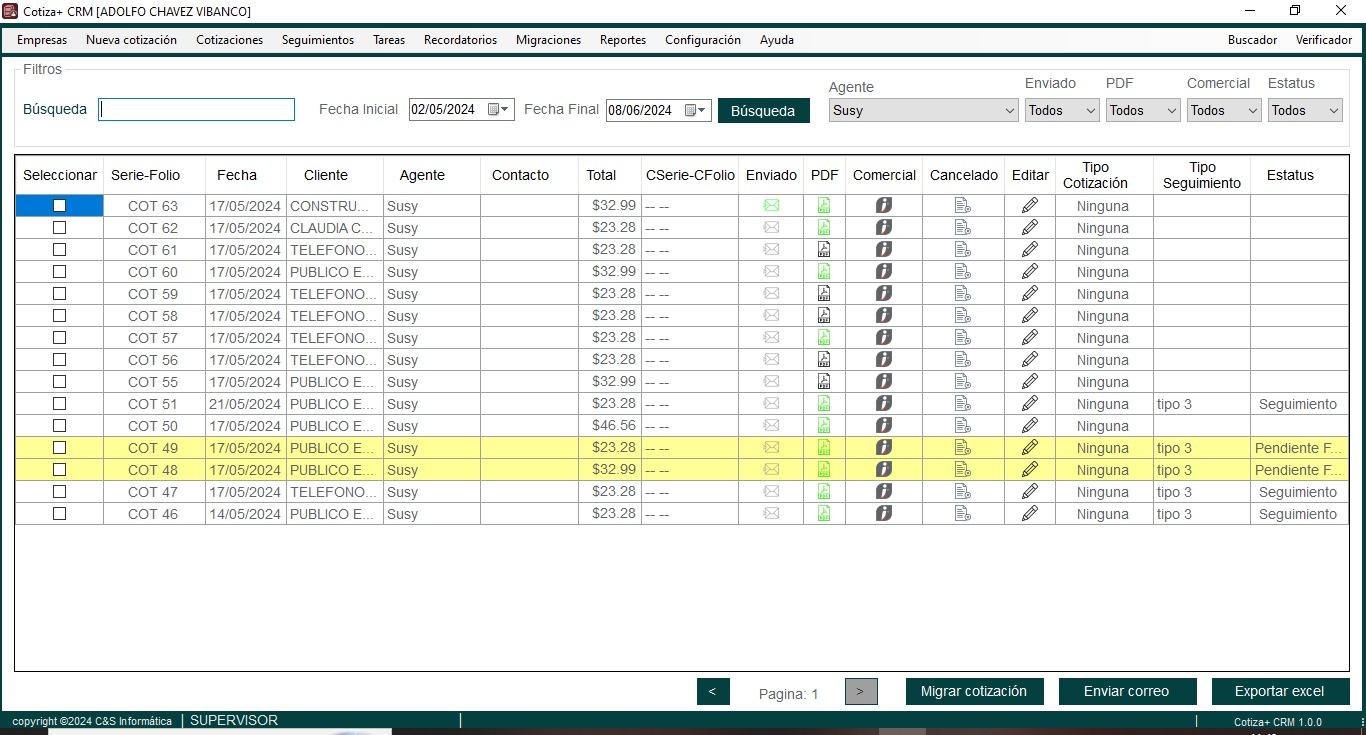 Cotiza+ CRM [ADOLFO CHAVEZ VIBANCO]
Empresas Nueva cotización Cotizaciones Seguimientos Tareas Recordatorios Migraciones Reportes Configuración Ayuda Buscador Verificador
Filtros
Agente Enviado PDF Comercial Estatus
Búsqueda Fecha Inicial 02/05/2024 Fecha Final 08/06/2024 Búsqueda Susy Todos Todos Todos Todos
Seleccionar Serie-Folio Fecha Cliente Agente Contacto Total CSerie-CFolio Enviado PDF Comercial Cancelado Editar Tipo Cotización Tipo Seguimiento Estatus
COT 63 17/05/2024 CONSTRU... Susy $32.99 -- -- Ninguna
COT 62 17/05/2024 CLAUDIA C... Susy $23.28 -- -- Ninguna
COT 61 17/05/2024 TELEFONO... Susy $23.28 -- -- Ninguna
COT 60 17/05/2024 PUBLICO E... Susy $32.99 -- -- Ninguna
COT 59 17/05/2024 TELEFONO... Susy $23.28 -- -- Ninguna
COT 58 17/05/2024 TELEFONO... Susy $23.28 -- -- Ninguna
COT 57 17/05/2024 TELEFONO... Susy $23.28 -- -- Ninguna
COT 56 17/05/2024 TELEFONO... Susy $23.28 -- -- Ninguna
COT 55 17/05/2024 PUBLICO E... Susy $32.99 -- -- Ninguna
COT 51 21/05/2024 PUBLICO E... Susy $23.28 -- -- Ninguna tipo 3 Seguimiento
COT 50 17/05/2024 PUBLICO E... Susy $46.56 -- -- Ninguna
COT 49 17/05/2024 PUBLICO E... Susy $23.28 -- -- Ninguna tipo 3 Pendiente F...
COT 48 17/05/2024 PUBLICO E... Susy $32.99 -- -- Ninguna tipo 3 Pendiente F...
COT 47 17/05/2024 TELEFONO... Susy $23.28 -- -- Ninguna tipo 3 Seguimiento
COT 46 14/05/2024 PUBLICO E... Susy $23.28 -- -- Ninguna tipo 3 Seguimiento
< Pagina: 1 > Migrar cotización Enviar correo Exportar excel
copyright ©2024 C&S Informática | SUPERVISOR | | Cotiza+ CRM 1.0.0